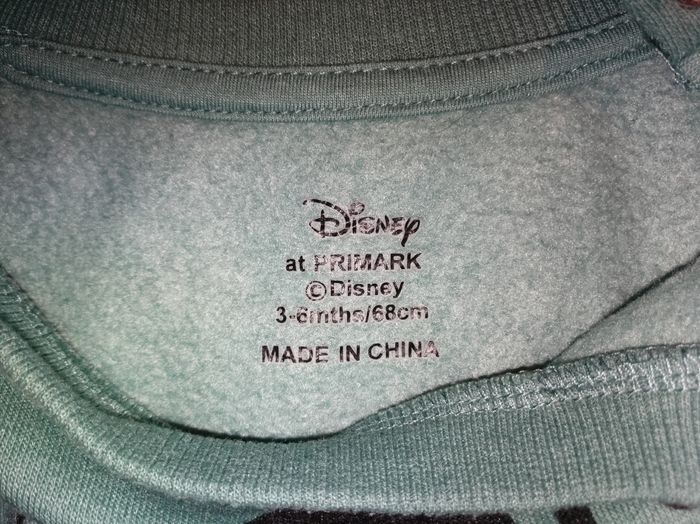 Disney
at PRIMARK
©Disney
3-6mths/68cm
MADE IN CHINA